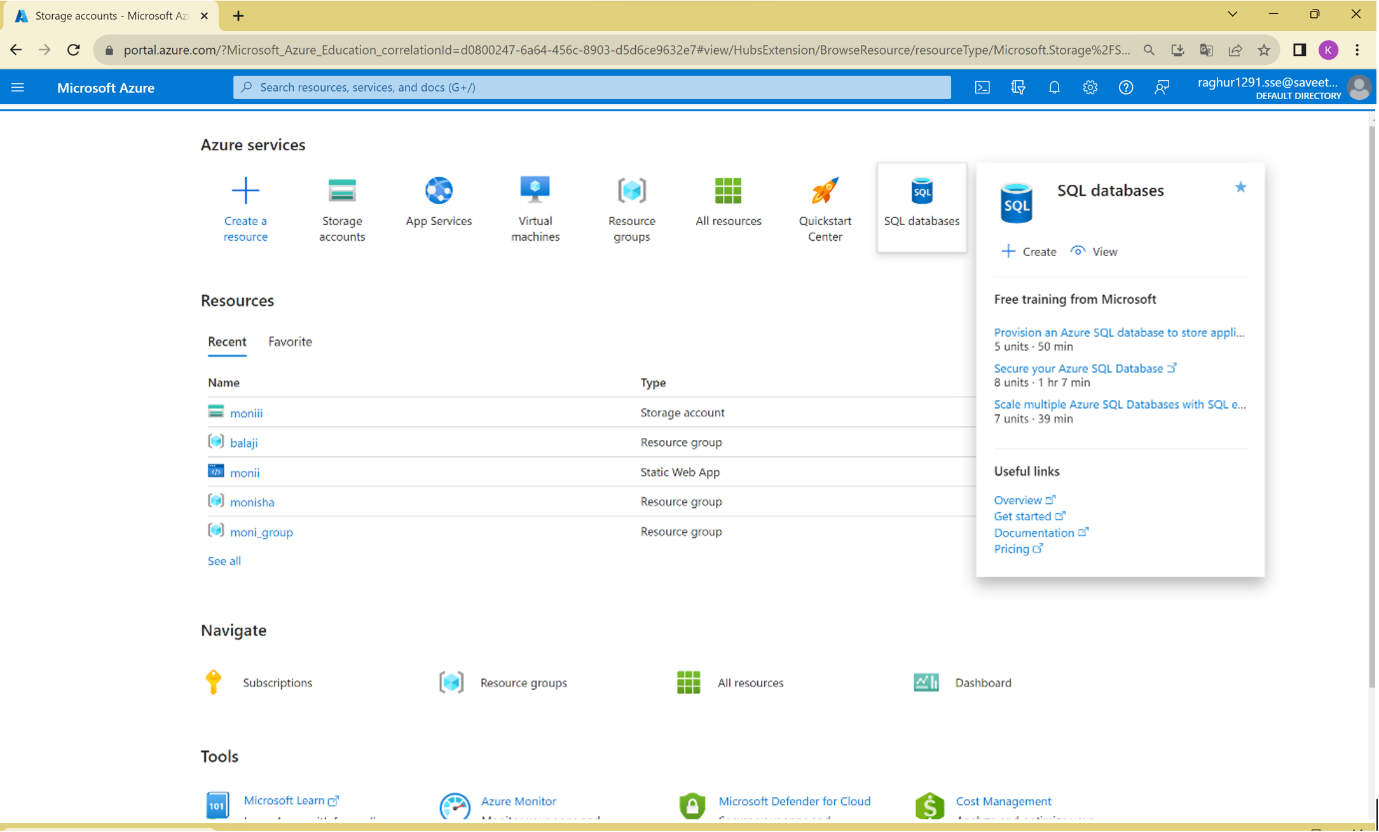 Storage accounts - Microsoft Az
portal.azure.com/?Microsoft_Azure_Education_correlationId=d0800247-6a64-456c-8903-d5d6ce9632e7#view/HubsExtension/BrowseResource/resourceType/Microsoft.Storage%2FS...
K
Microsoft Azure
Search resources, services, and docs (G+/)
raghur1291.sse@saveet...
DEFAULT DIRECTORY
Azure services
Create a
resource
Storage
accounts
App Services
Virtual
machines
Resource
groups
All resources
Quickstart
Center
SQL
SQL databases
SQL
SQL databases
Create
View
Free training from Microsoft
Provision an Azure SQL database to store appli...
5 units · 50 min
Secure your Azure SQL Database
8 units · 1 hr 7 min
Scale multiple Azure SQL Databases with SQL e...
7 units · 39 min
Useful links
Overview
Get started
Documentation
Pricing
Resources
Recent Favorite
Name Type
moniii Storage account
balaji Resource group
monii Static Web App
monisha Resource group
moni_group Resource group
See all
Navigate
Subscriptions
Resource groups
All resources
Dashboard
Tools
101
Microsoft Learn
Azure Monitor
Microsoft Defender for Cloud
Cost Management